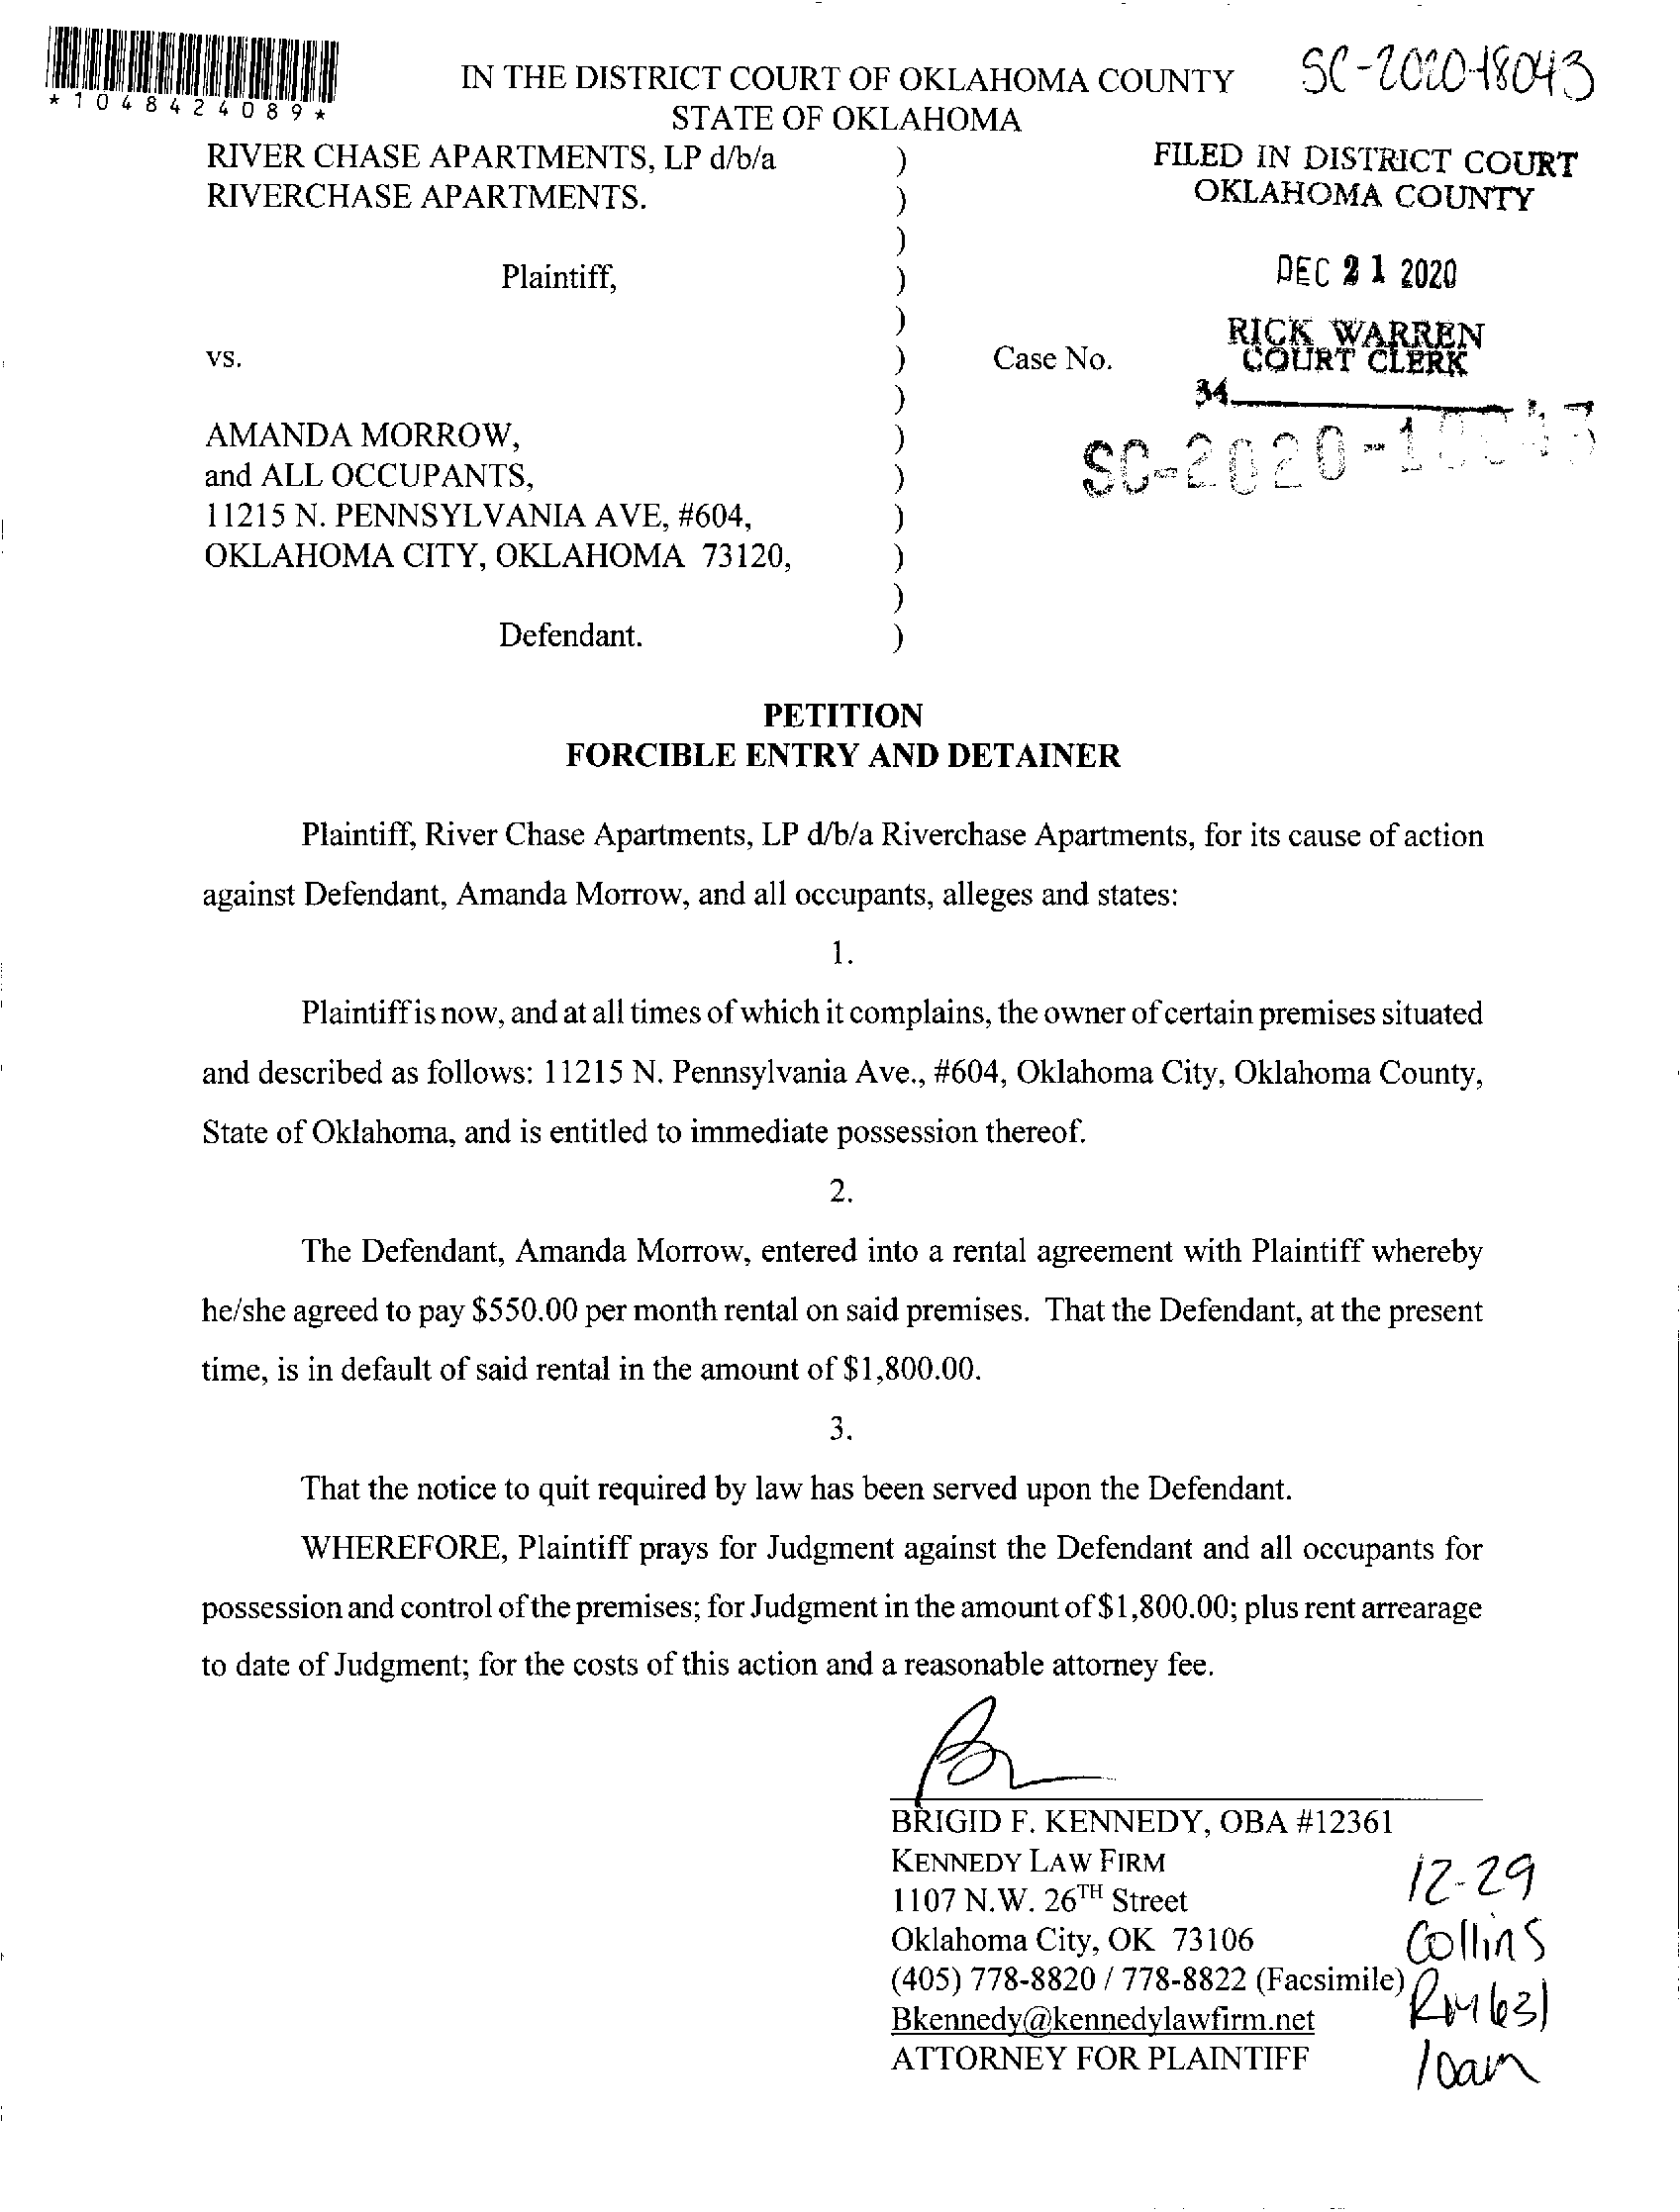 *1048424089*
IN THE DISTRICT COURT OF OKLAHOMA COUNTY
STATE OF OKLAHOMA
SC-2020-18043
RIVER CHASE APARTMENTS, LP d/b/a )
RIVERCHASE APARTMENTS. )
)
Plaintiff, )
)
vs. ) Case No.
)
AMANDA MORROW, )
and ALL OCCUPANTS, )
11215 N. PENNSYLVANIA AVE, #604, )
OKLAHOMA CITY, OKLAHOMA 73120, )
)
Defendant. )
FILED IN DISTRICT COURT
OKLAHOMA COUNTY
DEC 21 2020
RICK WARREN
COURT CLERK
34
PETITION
FORCIBLE ENTRY AND DETAINER
Plaintiff, River Chase Apartments, LP d/b/a Riverchase Apartments, for its cause of action
against Defendant, Amanda Morrow, and all occupants, alleges and states:
1.
Plaintiff is now, and at all times of which it complains, the owner of certain premises situated
and described as follows: 11215 N. Pennsylvania Ave., #604, Oklahoma City, Oklahoma County,
State of Oklahoma, and is entitled to immediate possession thereof.
2.
The Defendant, Amanda Morrow, entered into a rental agreement with Plaintiff whereby
he/she agreed to pay $550.00 per month rental on said premises. That the Defendant, at the present
time, is in default of said rental in the amount of $1,800.00.
3.
That the notice to quit required by law has been served upon the Defendant.
WHEREFORE, Plaintiff prays for Judgment against the Defendant and all occupants for
possession and control of the premises; for Judgment in the amount of $1,800.00; plus rent arrearage
to date of Judgment; for the costs of this action and a reasonable attorney fee.
BRIGID F. KENNEDY, OBA #12361
KENNEDY LAW FIRM
1107 N.W. 26TH Street
Oklahoma City, OK 73106
(405) 778-8820 / 778-8822 (Facsimile)
Bkennedy@kennedylawfirm.net
ATTORNEY FOR PLAINTIFF
12-29
Collins
Rm 631
10am